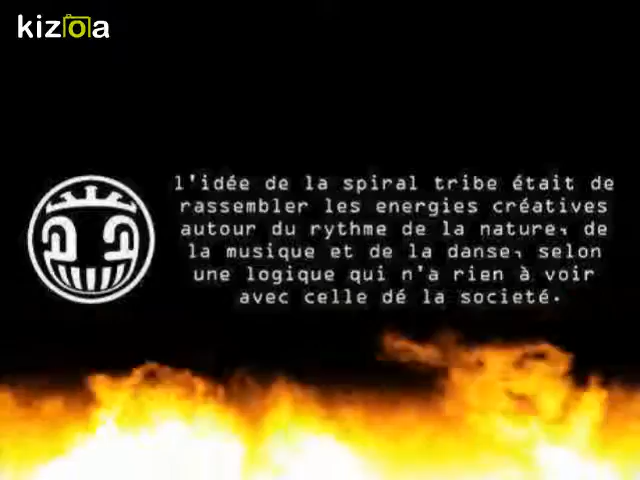 kizoa
l'idée de la spiral tribe était de
rassembler les energies créatives
autour du rythme de la nature, de
la musique et de la danse, selon
une logique qui n'a rien à voir
avec celle dé la societé.